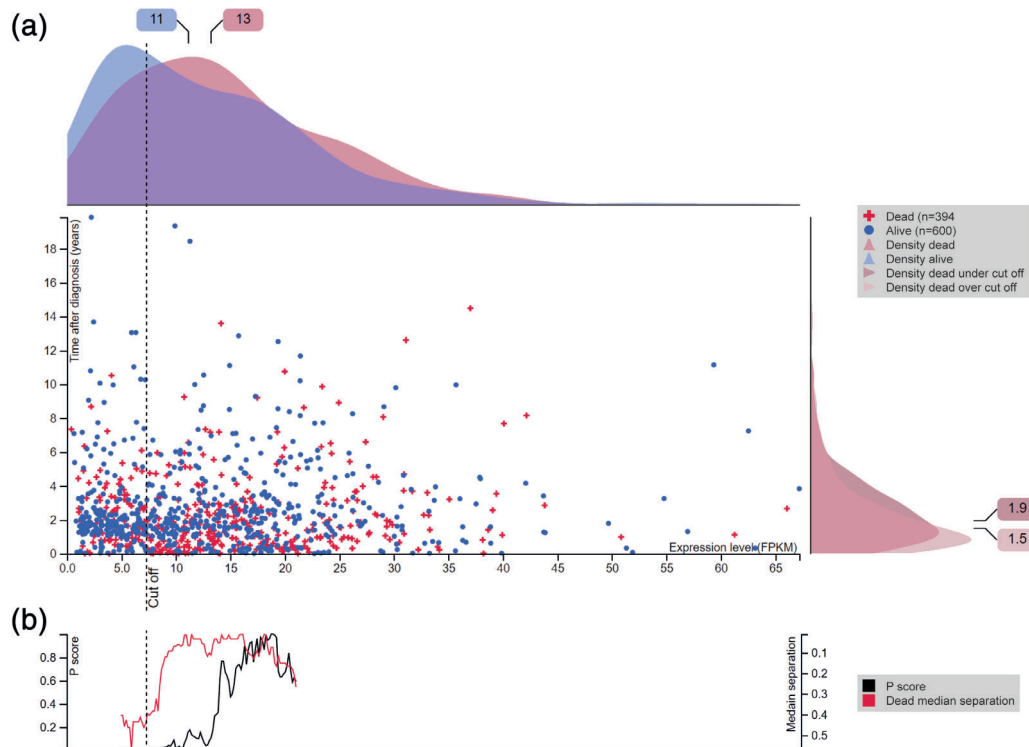 (a)
11
13
Time after diagnosis (years)
18
16
14
12
10
8
6
4
2
0
0.0
5.0
10
15
20
25
30
35
40
45
50
55
60
65
Expression level (FPKM)
Cut off
Dead (n=394
Alive (n=600)
Density dead
Density alive
Density dead under cut off
Density dead over cut off
1.9
1.5
(b)
P score
0.8
0.6
0.4
0.2
Medain separation
0.1
0.2
0.3
0.4
0.5
P score
Dead median separation